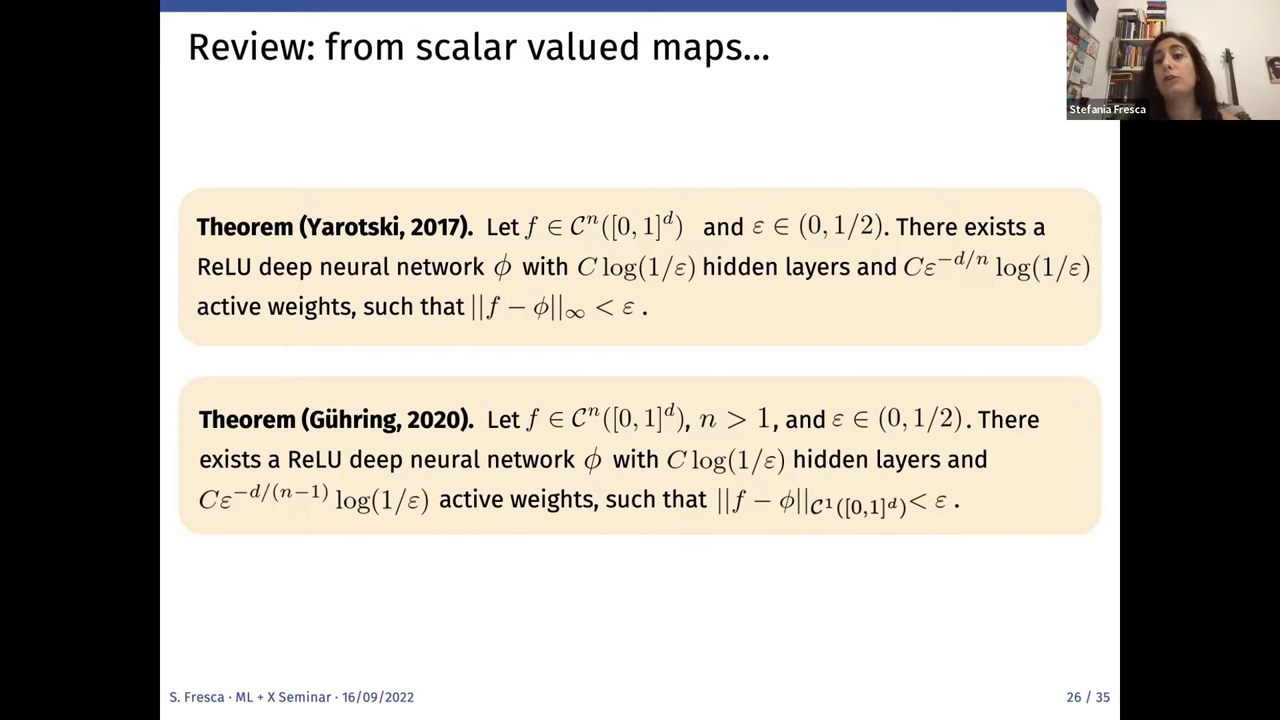 Review: from scalar valued maps...
Stefania Fresca
Theorem (Yarotski, 2017). Let f ∈ 𝒞ⁿ([0, 1]ᵈ) and ε ∈ (0, 1/2). There exists a
ReLU deep neural network ϕ with C log(1/ε) hidden layers and Cε^{−d/n} log(1/ε)
active weights, such that ||f − ϕ||_∞ < ε .
Theorem (Gühring, 2020). Let f ∈ 𝒞ⁿ([0, 1]ᵈ), n > 1, and ε ∈ (0, 1/2). There
exists a ReLU deep neural network ϕ with C log(1/ε) hidden layers and
Cε^{−d/(n−1)} log(1/ε) active weights, such that ||f − ϕ||_{𝒞¹([0,1]ᵈ)} < ε .
S. Fresca · ML + X Seminar · 16/09/2022
26 / 35